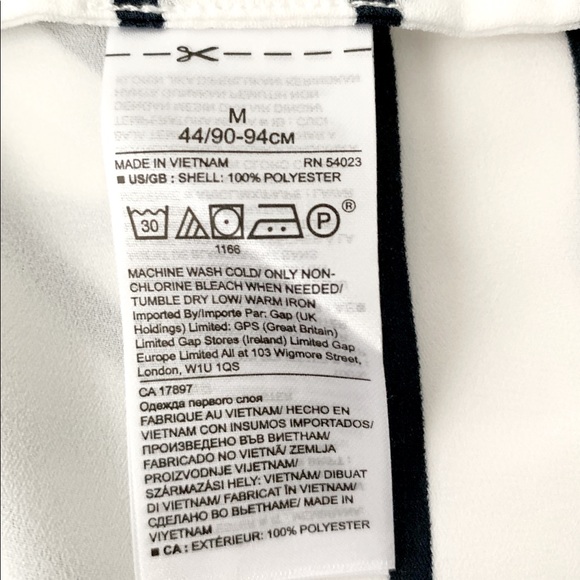 M
44/90-94CM
MADE IN VIETNAM RN 54023
■ US/GB : SHELL: 100% POLYESTER
30 P ®
1166
MACHINE WASH COLD/ ONLY NON-
CHLORINE BLEACH WHEN NEEDED/
TUMBLE DRY LOW/ WARM IRON
Imported By/Importe Par: Gap (UK
Holdings) Limited: GPS (Great Britain)
Limited Gap Stores (Ireland) Limited Gap
Europe Limited All at 103 Wigmore Street,
London, W1U 1QS
CA 17897
Одежда первого слоя
FABRIQUE AU VIETNAM/ HECHO EN
VIETNAM CON INSUMOS IMPORTADOS/
ПРОИЗВЕДЕНО ВЪВ ВИЕТНАМ/
FABRICADO NO VIETNÃ/ ZEMLJA
PROIZVODNJE VIJETNAM/
SZÁRMAZÁSI HELY: VIETNÁM/ DIBUAT
DI VIETNAM/ FABRICAT ÎN VIETNAM/
СДЕЛАНО ВО ВЬЕТНАМЕ/ MADE IN
VIYETNAM
■ CA : EXTÉRIEUR: 100% POLYESTER